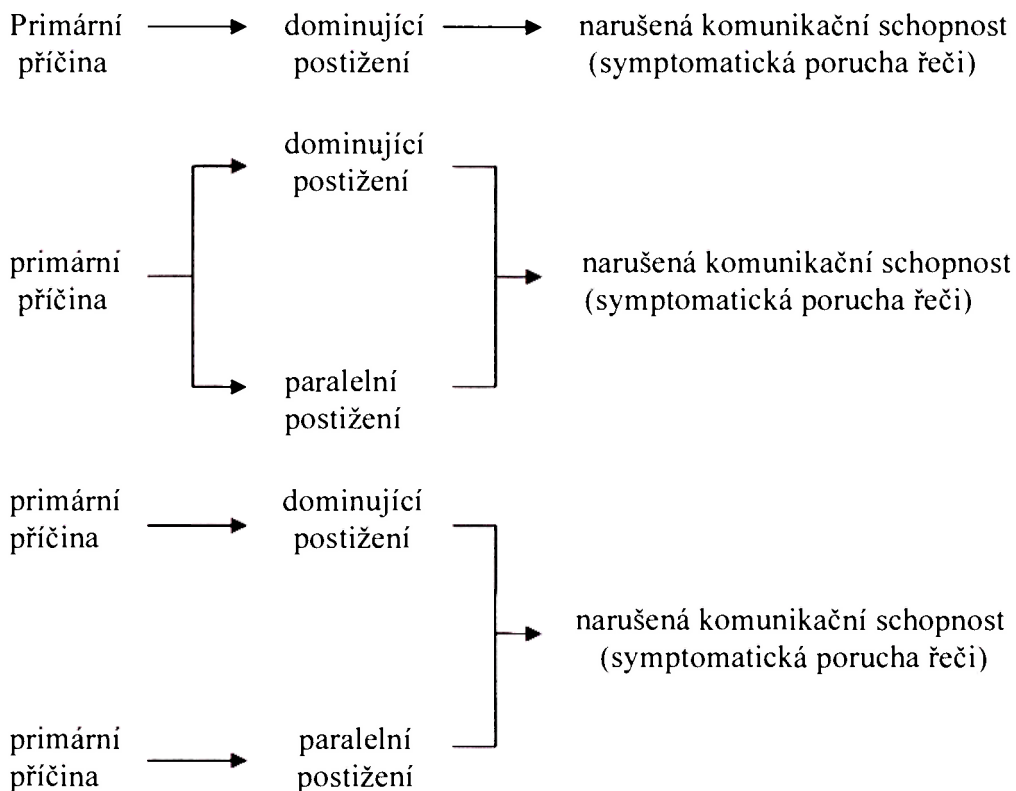 Primární dominující narušená komunikační schopnost
příčina postižení (symptomatická porucha řeči)
dominující
postižení
primární
příčina
narušená komunikační schopnost
(symptomatická porucha řeči)
paralelní
postižení
primární
příčina
dominující
postižení
narušená komunikační schopnost
(symptomatická porucha řeči)
primární
příčina
paralelní
postižení